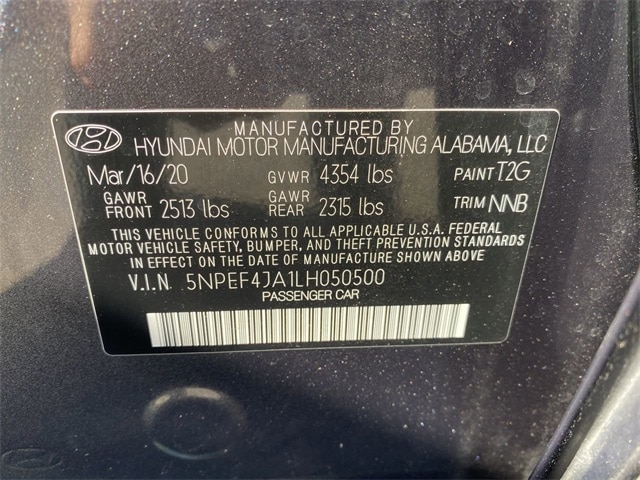 MANUFACTURED BY
HYUNDAI MOTOR MANUFACTURING ALABAMA, LLC
Mar/16/20 GVWR 4354 lbs PAINT T2G
GAWR FRONT 2513 lbs GAWR REAR 2315 lbs TRIM NNB
THIS VEHICLE CONFORMS TO ALL APPLICABLE U.S.A. FEDERAL
MOTOR VEHICLE SAFETY, BUMPER, AND THEFT PREVENTION STANDARDS
IN EFFECT ON THE DATE OF MANUFACTURE SHOWN ABOVE
V.I.N. 5NPEF4JA1LH050500
PASSENGER CAR